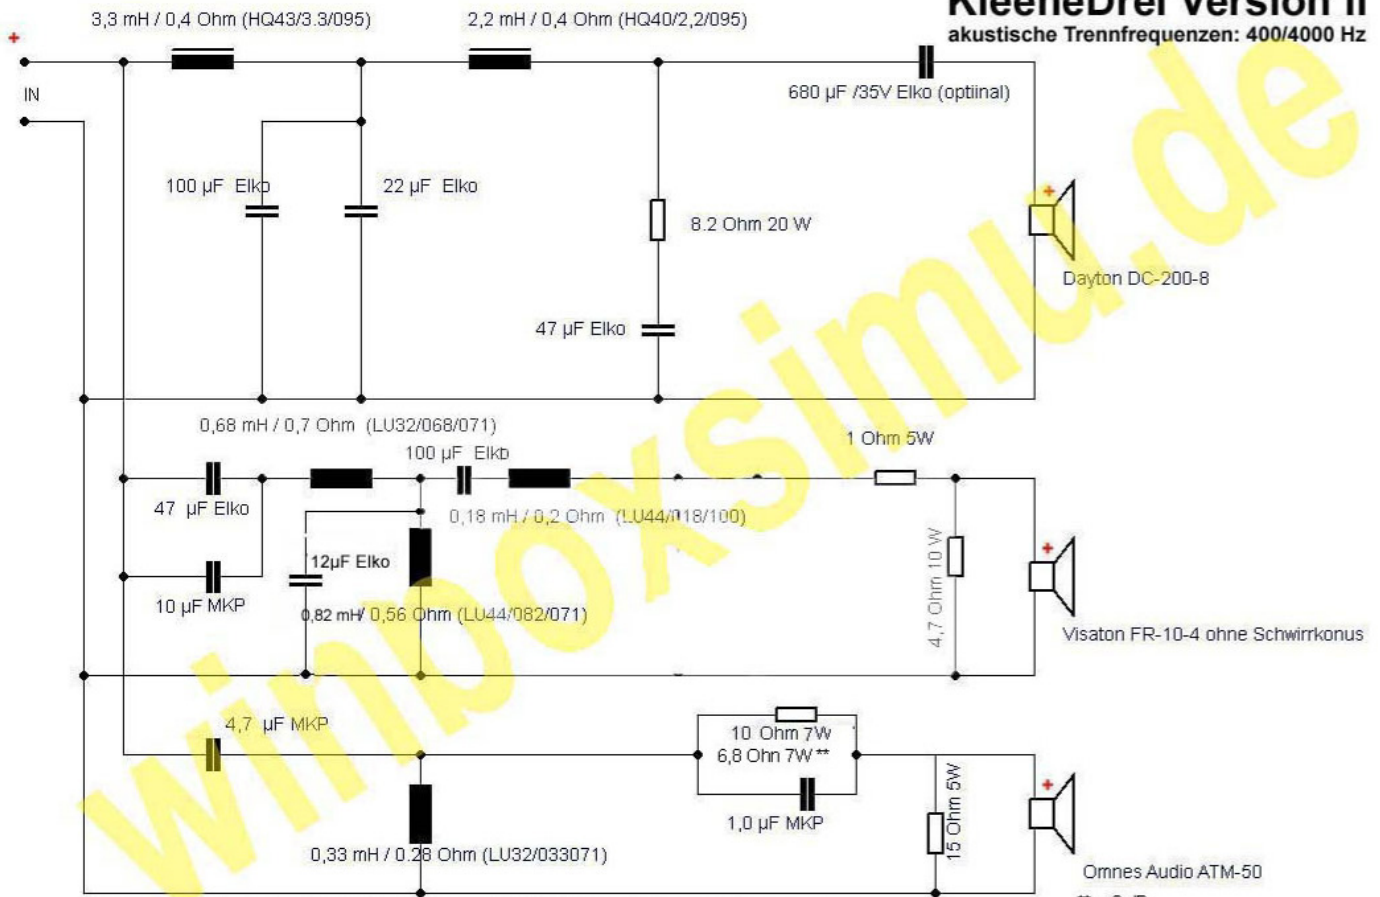 KleeneDrei Version II
akustische Trennfrequenzen: 400/4000 Hz
3,3 mH / 0,4 Ohm (HQ43/3.3/095)
2,2 mH / 0,4 Ohm (HQ40/2,2/095)
+
IN
680 µF /35V Elko (optiinal)
100 µF Elko
22 µF Elko
8.2 Ohm 20 W
+
Dayton DC-200-8
47 µF Elko
0,68 mH / 0,7 Ohm (LU32/068/071)
100 µF Elkb
1 Ohm 5W
47 µF Elko
0,18 mH / 0,2 Ohm (LU44/018/100)
12µF Elko
4,7 Ohm 10 W
+
10 µF MKP
0,82 mH/ 0,56 Ohm (LU44/082/071)
Visaton FR-10-4 ohne Schwirrkonus
4,7 µF MKP
10 Ohm 7W
6,8 Ohn 7W **
1,0 µF MKP
15 Ohm 5W
+
0,33 mH / 0.28 Ohm (LU32/033071)
Omnes Audio ATM-50
winboxsimu.de